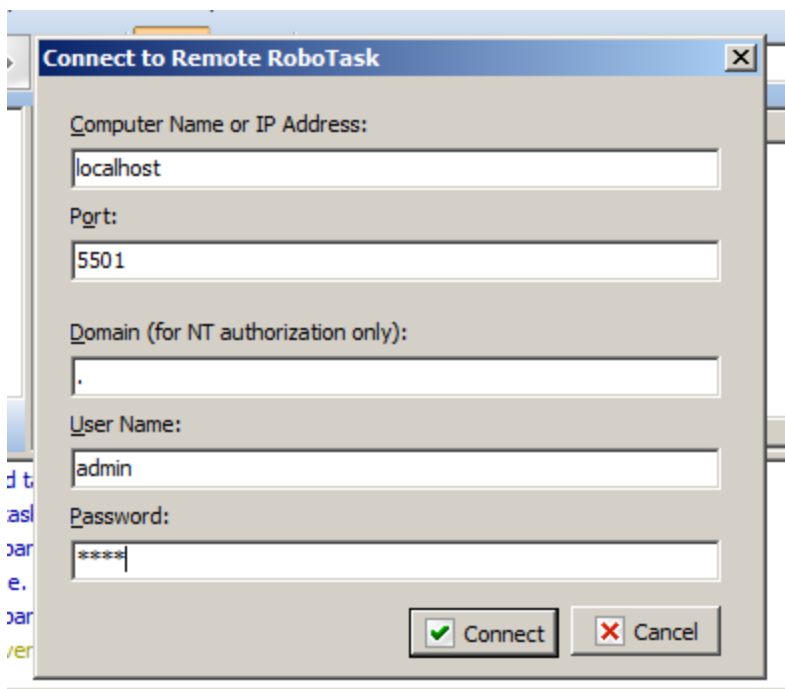 Connect to Remote RoboTask
Computer Name or IP Address:
localhost
Port:
5501
Domain (for NT authorization only):
.
User Name:
admin
Password:
****
Connect Cancel